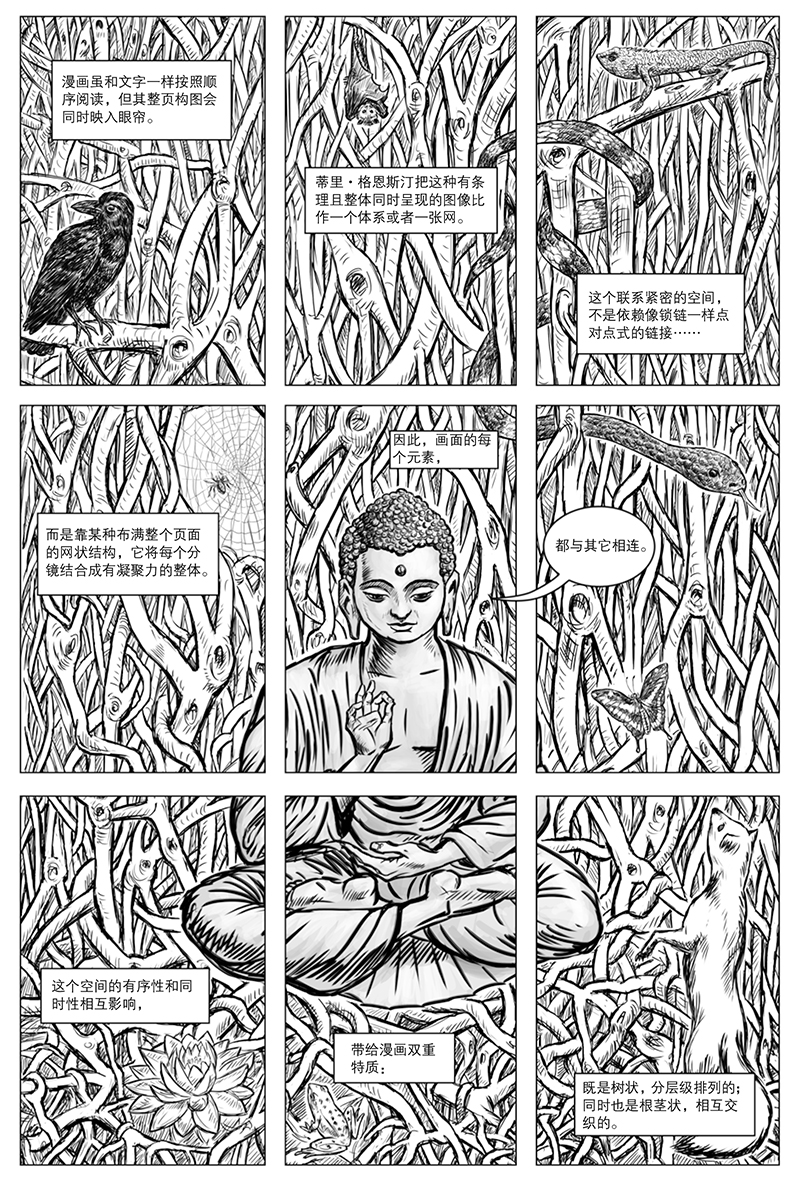 漫画虽和文字一样按照顺
序阅读，但其整页构图会
同时映入眼帘。
蒂里·格恩斯汀把这种有条
理且整体同时呈现的图像比
作一个体系或者一张网。
这个联系紧密的空间，
不是依赖像锁链一样点
对点式的链接……
而是靠某种布满整个页面
的网状结构，它将每个分
镜结合成有凝聚力的整体。
因此，画面的每
个元素，
都与其它相连。
这个空间的有序性和同
时性相互影响，
带给漫画双重
特质：
既是树状，分层级排列的；
同时也是根茎状，相互交
织的。